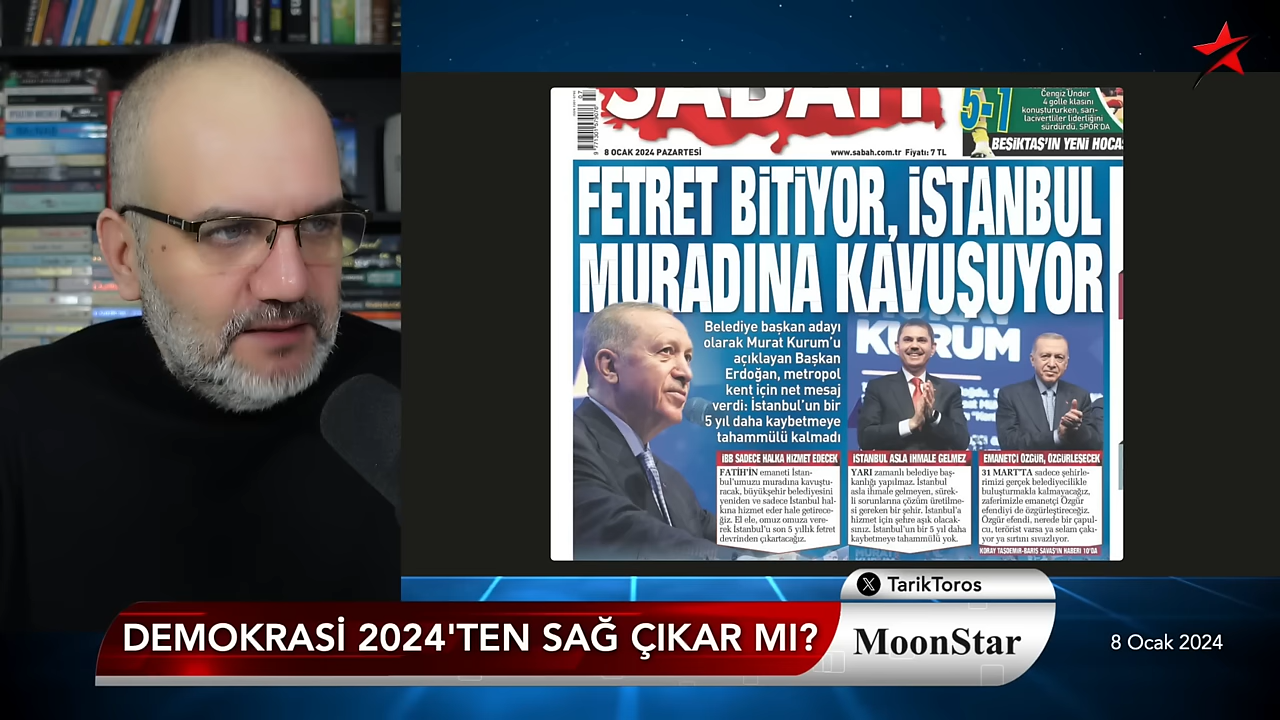 SABAH
8 OCAK 2024 PAZARTESİ
www.sabah.com.tr Fiyatı: 7 TL
5-1
Cengiz Ünder
4 golle klasını
konuştururken, sarı-
lacivertliler liderliğini
sürdürdü. SPOR'DA
BEŞİKTAŞ'IN YENİ HOCAS
FETRET BİTİYOR, İSTANBUL
MURADINA KAVUŞUYOR
Belediye başkan adayı
olarak Murat Kurum'u
açıklayan Başkan
Erdoğan, metropol
kent için net mesaj
verdi: İstanbul'un bir
5 yıl daha kaybetmeye
tahammülü kalmadı
KURUM
İBB SADECE HALKA HİZMET EDECEK
FATİH'İN emaneti İstan-
bul'umuzu muradına kavuştu-
racak, büyükşehir belediyesini
yeniden ve sadece İstanbul hal-
kına hizmet eder hale getirece-
ğiz. El ele, omuz omuza vere-
rek İstanbul'u son 5 yıllık fetret
devrinden çıkartacağız.
İSTANBUL ASLA İHMALE GELMEZ
YARI zamanlı belediye baş-
kanlığı yapılmaz. İstanbul
asla ihmale gelmeyen, sürek-
li sorunlarına çözüm üretilme-
si gereken bir şehir. İstanbul'a
hizmet için şehre aşık olacak-
sınız. İstanbul'un bir 5 yıl daha
kaybetmeye tahammülü yok.
EMANETÇİ ÖZGÜR, ÖZGÜRLEŞECEK
31 MART'TA sadece şehirle-
rimizi gerçek belediyecilikle
buluşturmakla kalmayacağız,
zaferimizle emanetçi Özgür
efendiyi de özgürleştireceğiz.
Özgür efendi, nerede bir çapul-
cu, terörist varsa ya selam çakı-
yor ya sırtını sıvazlıyor.
KORAY TAŞDEMİR-BARIŞ SAVAŞ'IN HABERİ 10'DA
X TarikToros
DEMOKRASİ 2024'TEN SAĞ ÇIKAR MI?
MoonStar
8 Ocak 2024